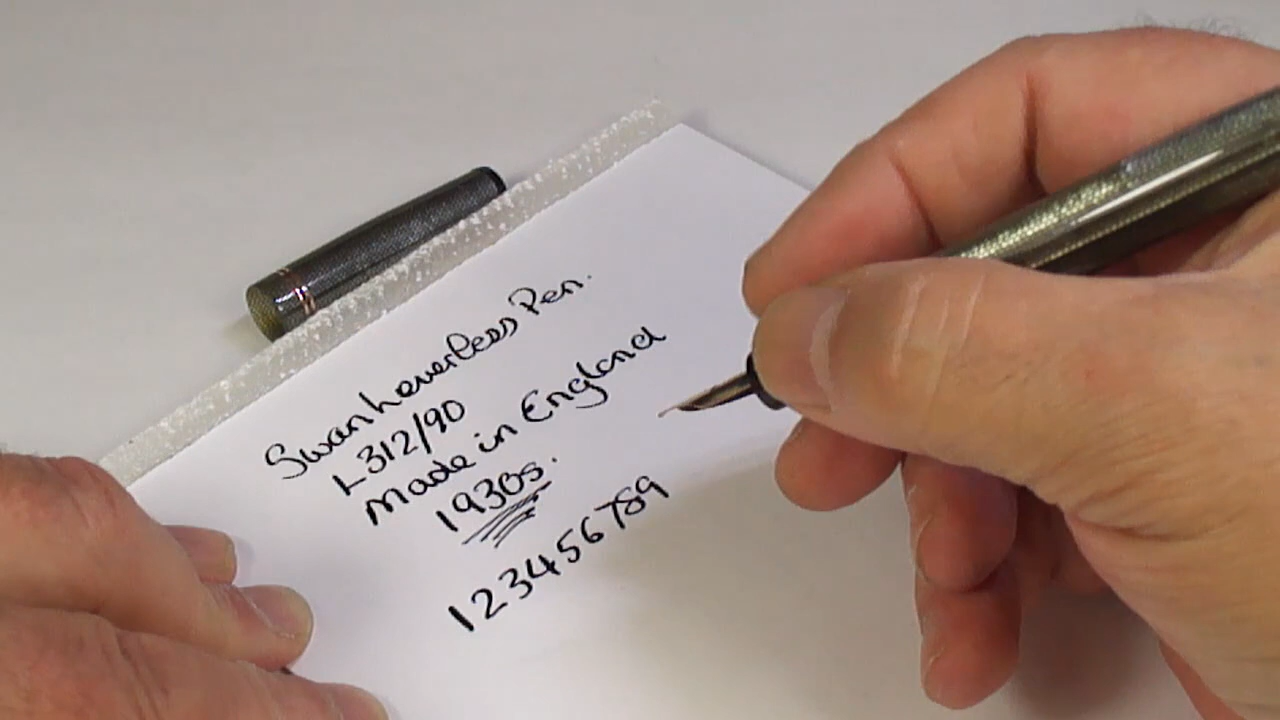 Swan Leverless Pen.
L312/90
Made in England
1930s.
123456789